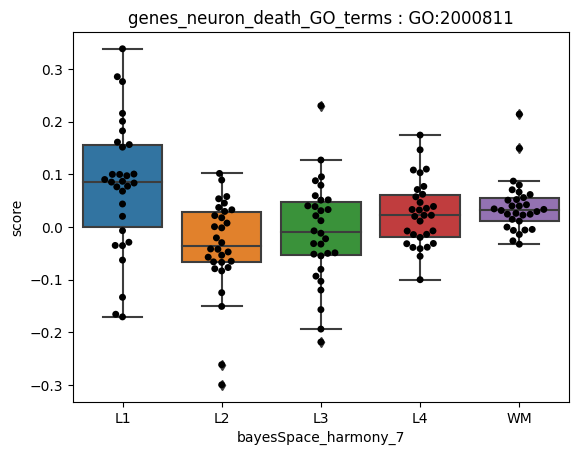 genes_neuron_death_GO_terms : GO:2000811
score
0.3
0.2
0.1
0.0
−0.1
−0.2
−0.3
L1 L2 L3 L4 WM
bayesSpace_harmony_7